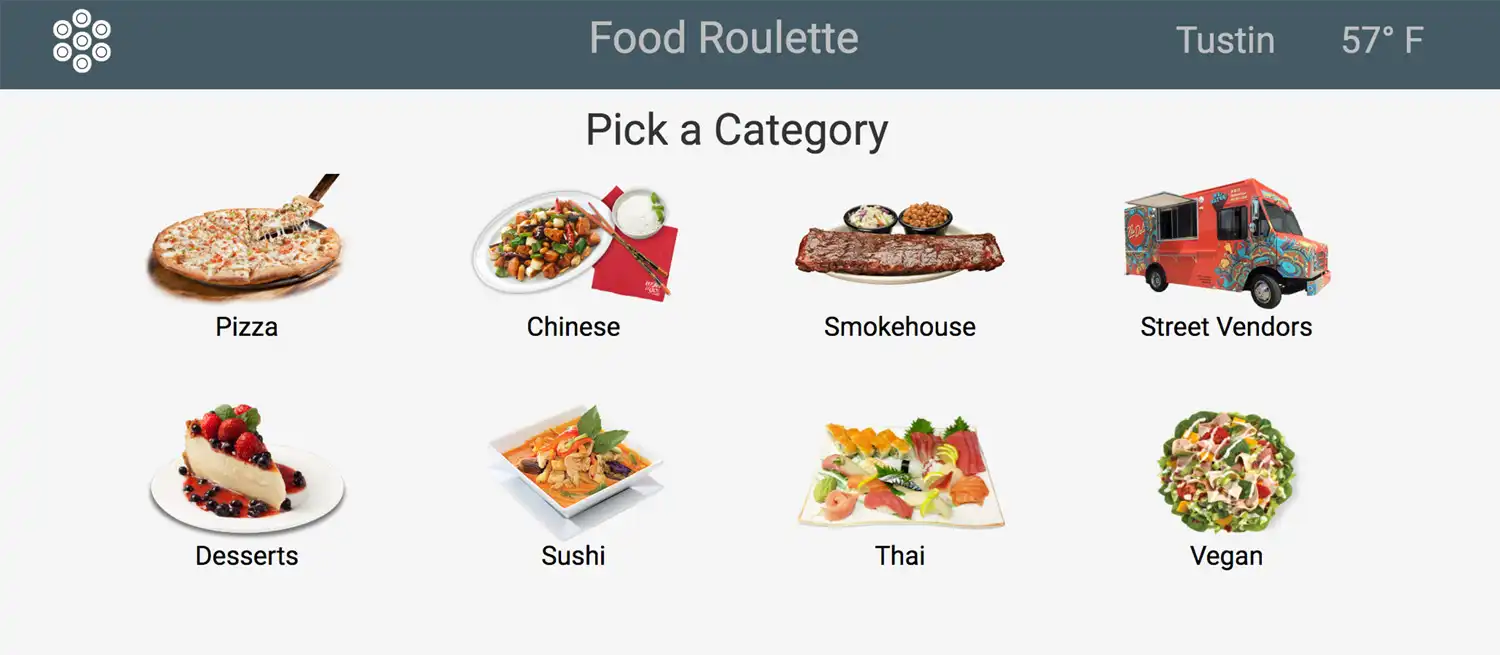 Food Roulette
Tustin 57° F
Pick a Category
Pizza
Chinese
Smokehouse
Street Vendors
Desserts
Sushi
Thai
Vegan